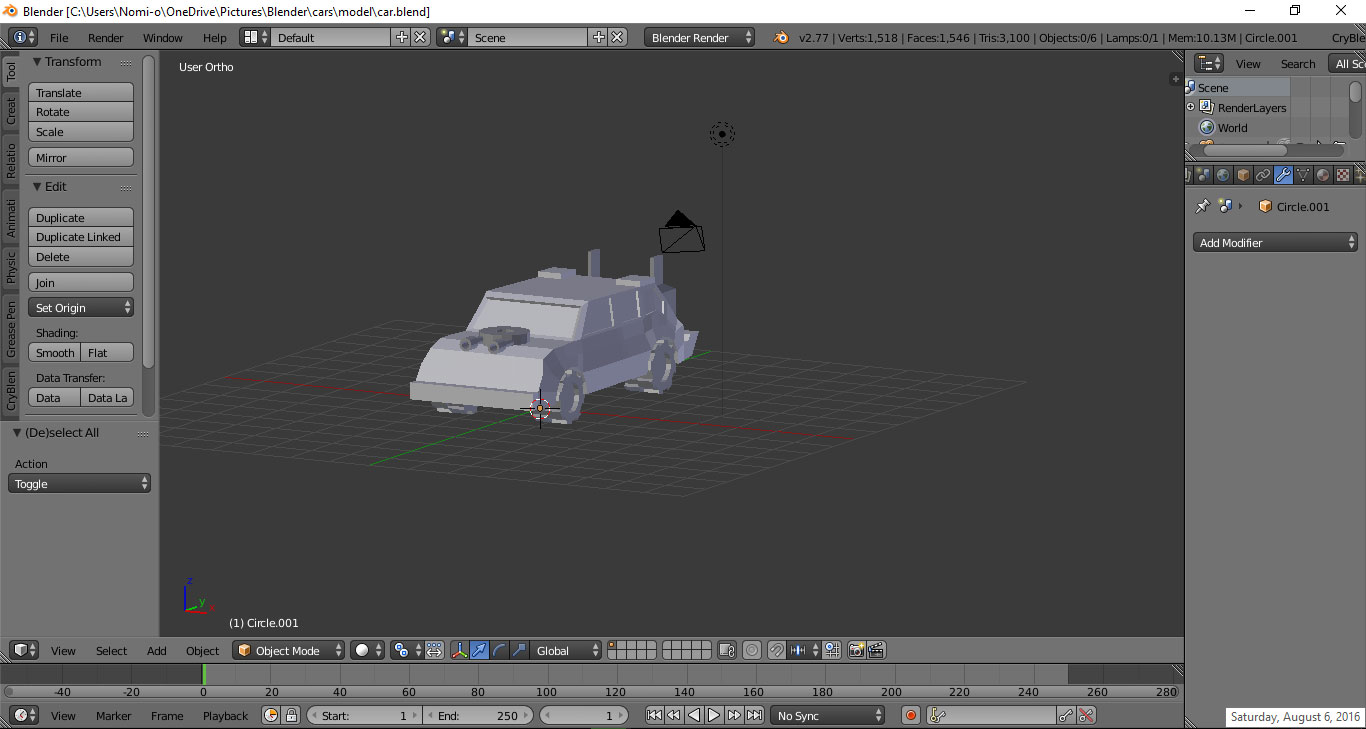 Blender [C:\Users\Nomi-o\OneDrive\Pictures\Blender\cars\model\car.blend]
File Render Window Help Default Scene Blender Render v2.77 | Verts:1,518 | Faces:1,546 | Tris:3,100 | Objects:0/6 | Lamps:0/1 | Mem:10.13M | Circle.001 CryBle
Tool
Creat
Relatio
Animati
Physic
Grease Pen
CryBlen
Transform
Translate
Rotate
Scale
Mirror
Edit
Duplicate
Duplicate Linked
Delete
Join
Set Origin
Shading:
Smooth Flat
Data Transfer:
Data Data La
(De)select All
Action
Toggle
User Ortho
z
y
x
(1) Circle.001
View Search All Sc
Scene
RenderLayers
World
Circle.001
Add Modifier
View Select Add Object Object Mode Global
-40 -20 0 20 40 60 80 100 120 140 160 180 200 220 240 260 280
View Marker Frame Playback Start: 1 End: 250 1 No Sync
Saturday, August 6, 2016